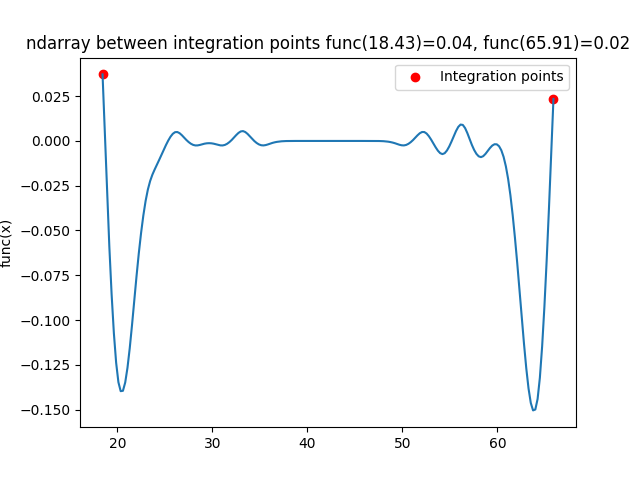 ndarray between integration points func(18.43)=0.04, func(65.91)=0.02
Integration points
func(x)
0.025
0.000
−0.025
−0.050
−0.075
−0.100
−0.125
−0.150
20 30 40 50 60